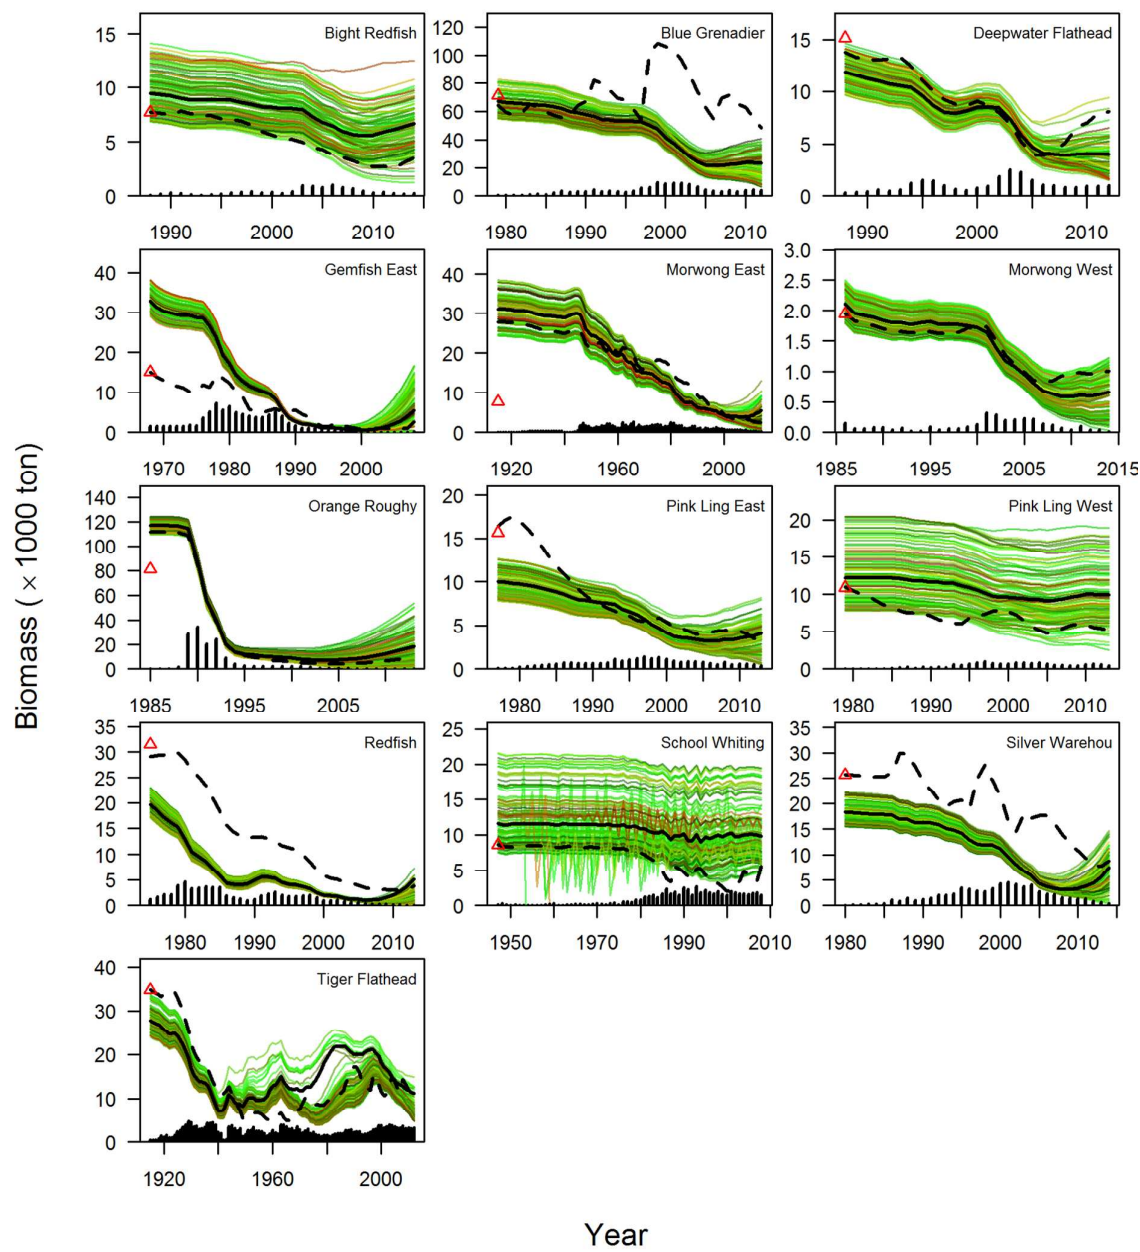 Bight Redfish
15
10
5
0
1990 2000 2010
Blue Grenadier
120
100
80
60
40
20
0
1980 1990 2000 2010
Deepwater Flathead
15
10
5
0
1990 2000 2010
Gemfish East
40
30
20
10
0
1970 1980 1990 2000
Morwong East
40
30
20
10
0
1920 1960 2000
Morwong West
3.0
2.5
2.0
1.5
1.0
0.5
0.0
1985 1995 2005 2015
Orange Roughy
140
120
100
80
60
40
20
0
1985 1995 2005
Pink Ling East
20
15
10
5
0
1980 1990 2000 2010
Pink Ling West
20
15
10
5
0
1980 1990 2000 2010
Redfish
35
30
25
20
15
10
5
0
1980 1990 2000 2010
School Whiting
25
20
15
10
5
0
1950 1970 1990 2010
Silver Warehou
35
30
25
20
15
10
5
0
1980 1990 2000 2010
Tiger Flathead
40
30
20
10
0
1920 1960 2000
Biomass ( × 1000 ton)
Year